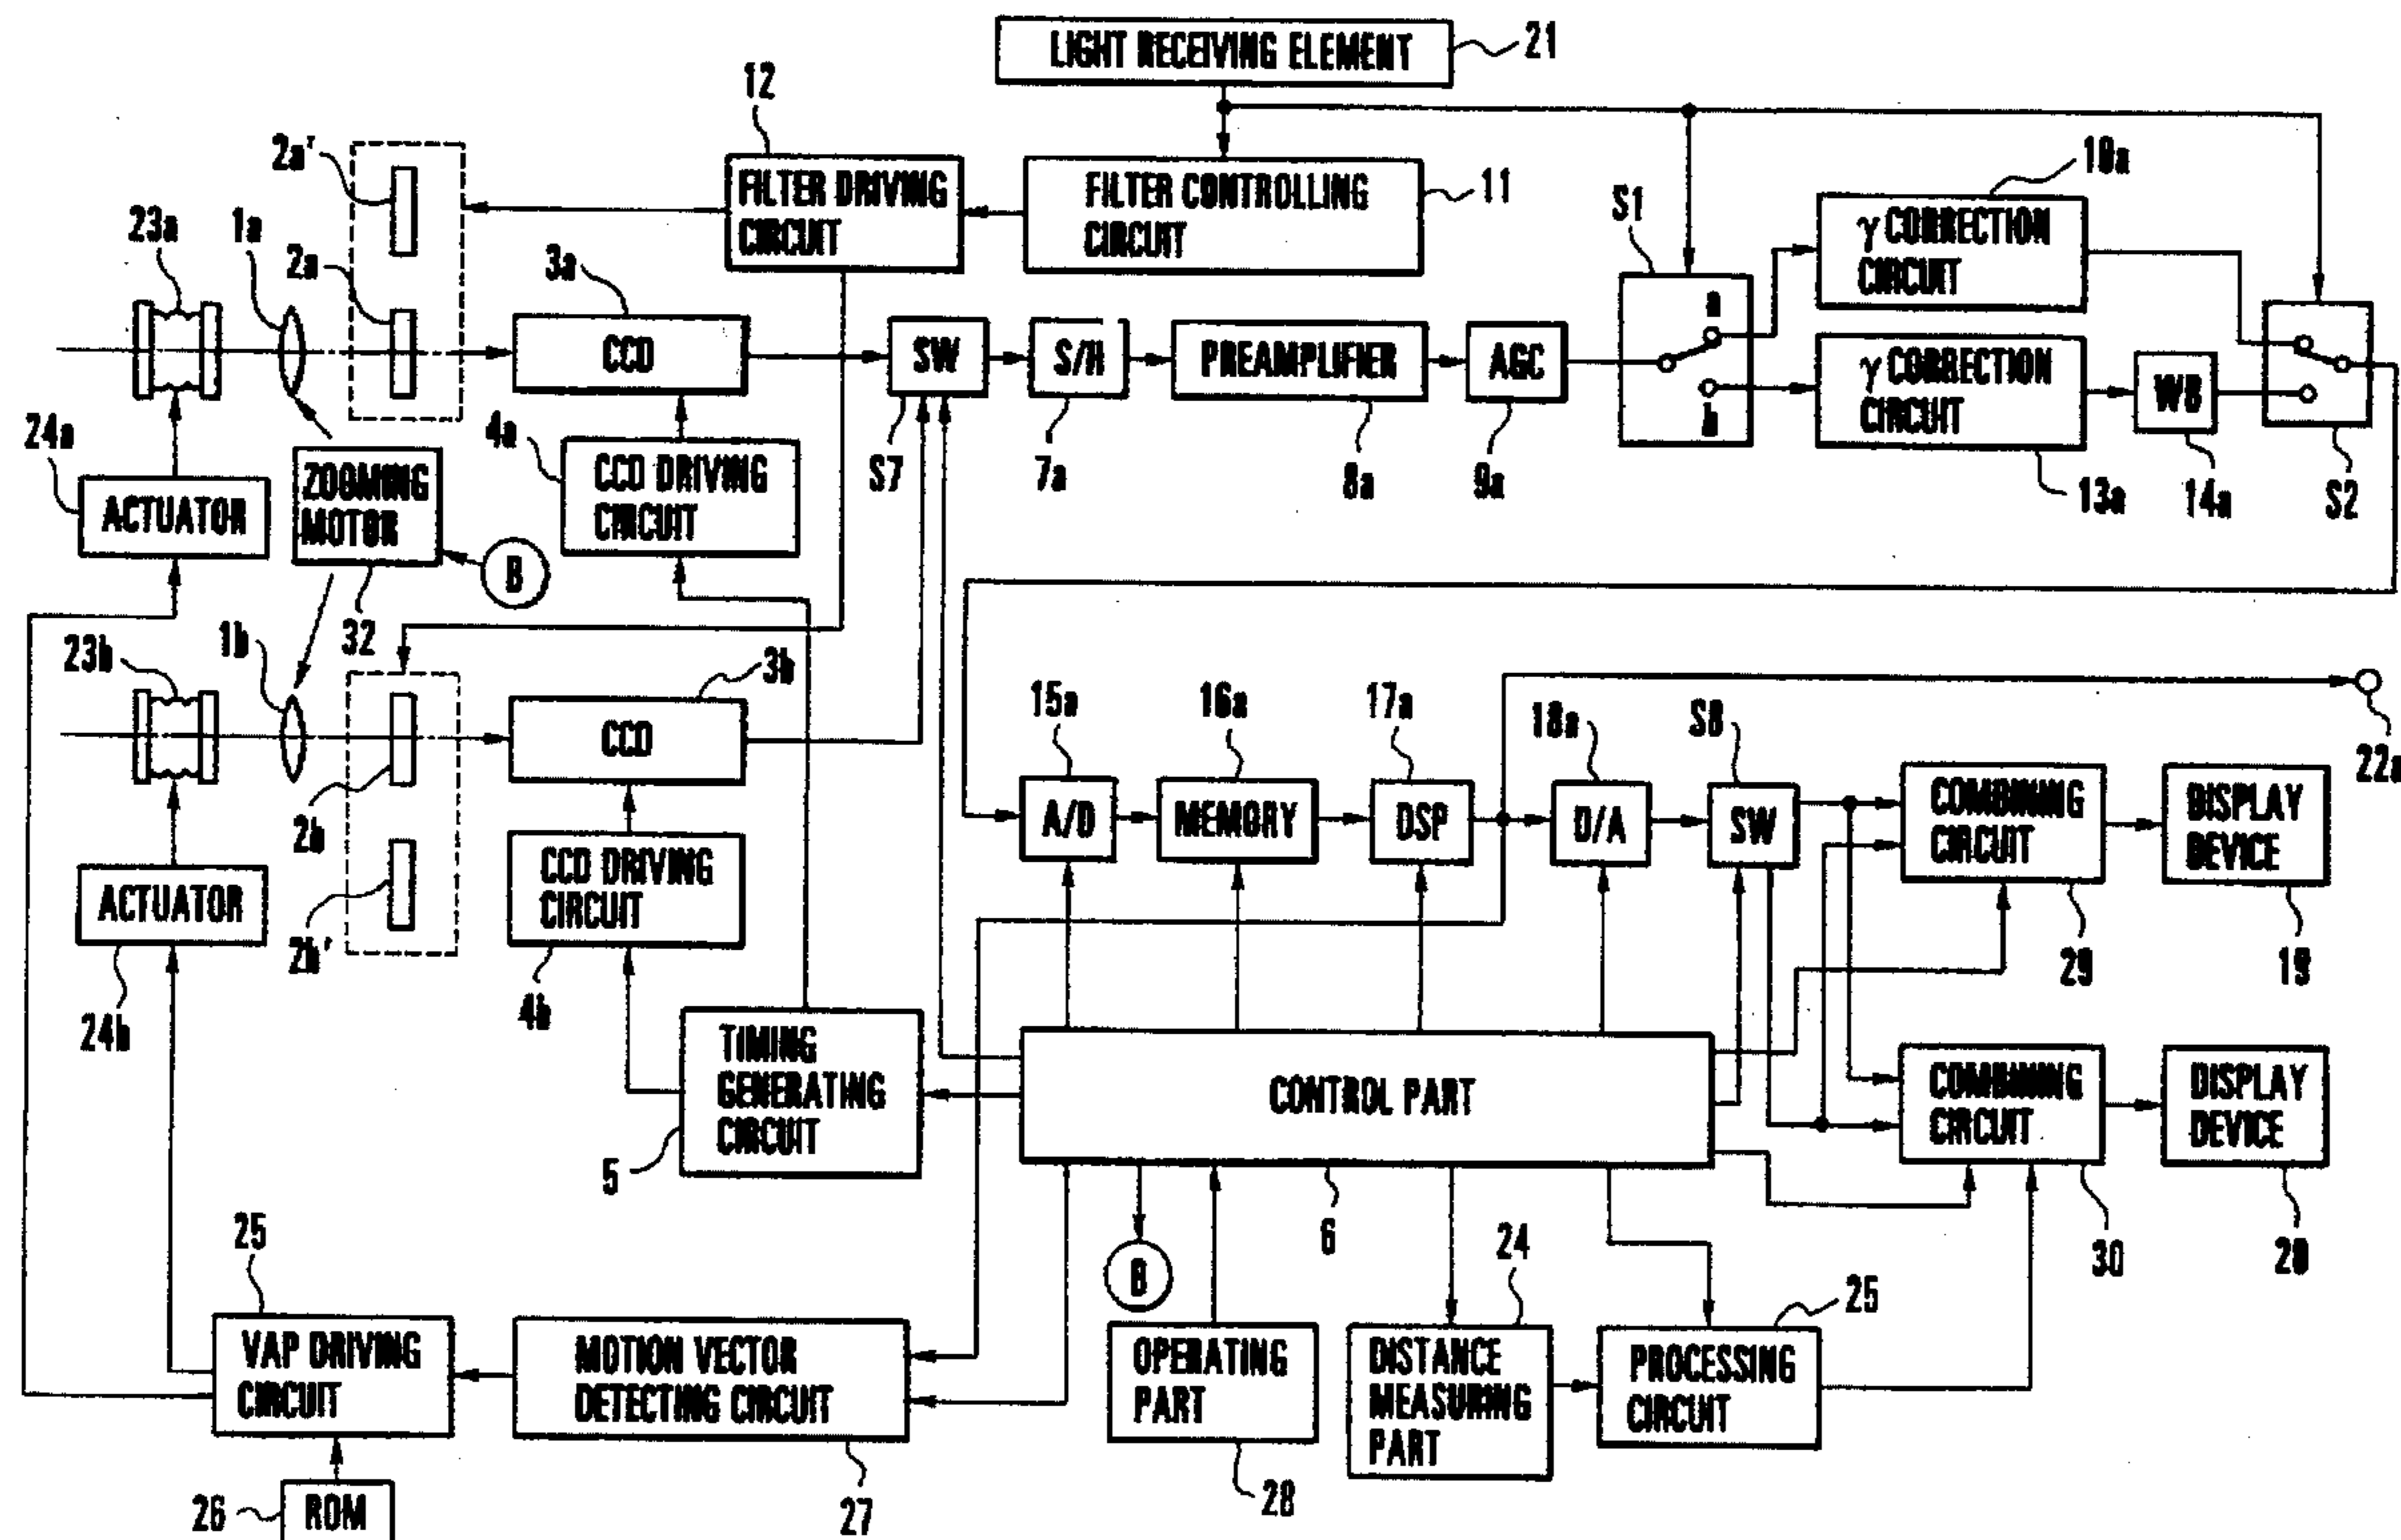 LIGHT RECEIVING ELEMENT
21
12
2a'
FILTER DRIVING
CIRCUIT
FILTER CONTROLLING
CIRCUIT
11
10a
S1
γ CORRECTION
CIRCUIT
23a
1a
2a
3a
CCD
SW
S/H
PREAMPLIFIER
AGC
a
b
γ CORRECTION
CIRCUIT
WB
24a
ACTUATOR
ZOOMING
MOTOR
4a
CCD DRIVING
CIRCUIT
S7
7a
8a
9a
13a
14a
S2
B
32
23b
1b
3b
CCD
2b
2b'
15a
16a
17a
18a
S8
22a
A/D
MEMORY
DSP
D/A
SW
COMBINING
CIRCUIT
DISPLAY
DEVICE
ACTUATOR
24b
CCD DRIVING
CIRCUIT
4b
29
19
TIMING
GENERATING
CIRCUIT
5
CONTROL PART
6
COMBINING
CIRCUIT
DISPLAY
DEVICE
30
20
25
VAP DRIVING
CIRCUIT
MOTION VECTOR
DETECTING CIRCUIT
B
OPERATING
PART
24
DISTANCE
MEASURING
PART
25
PROCESSING
CIRCUIT
26
ROM
27
28